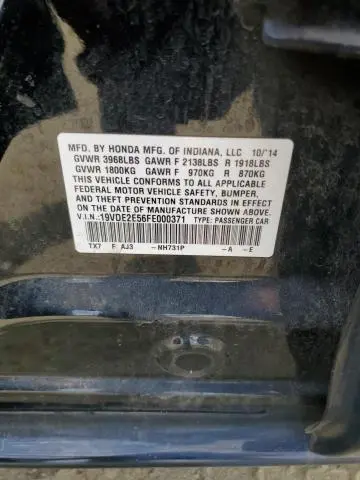 MFD. BY HONDA MFG. OF INDIANA, LLC 10/14
GVWR 3968LBS GAWR F 2138LBS R 1918LBS
GVWR 1800KG GAWR F 970KG R 870KG
THIS VEHICLE CONFORMS TO ALL APPLICABLE
FEDERAL MOTOR VEHICLE SAFETY, BUMPER,
AND THEFT PREVENTION STANDARDS IN EFFECT
ON THE DATE OF MANUFACTURE SHOWN ABOVE.
V.I.N.:19VDE2E56FE000371 TYPE: PASSENGER CAR
TX7 F AJ3 -NH731P -A -E